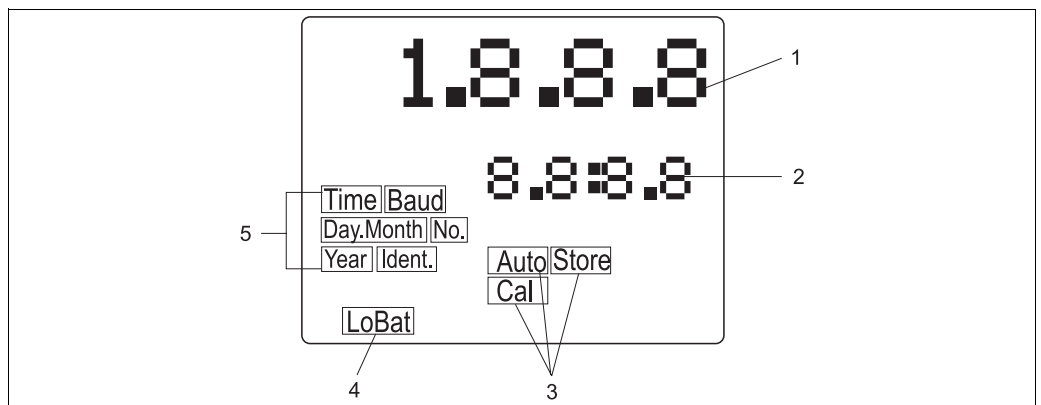 1.8.8.8
1
8.8:8.8
2
Time Baud
5
Day.Month No.
Year Ident.
Auto Store
Cal
LoBat
4
3